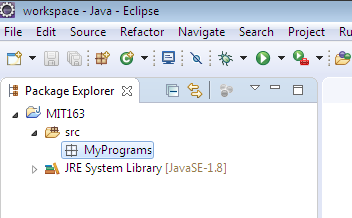 workspace - Java - Eclipse
File Edit Source Refactor Navigate Search Project Ru
Package Explorer
MIT163
src
MyPrograms
JRE System Library [JavaSE-1.8]